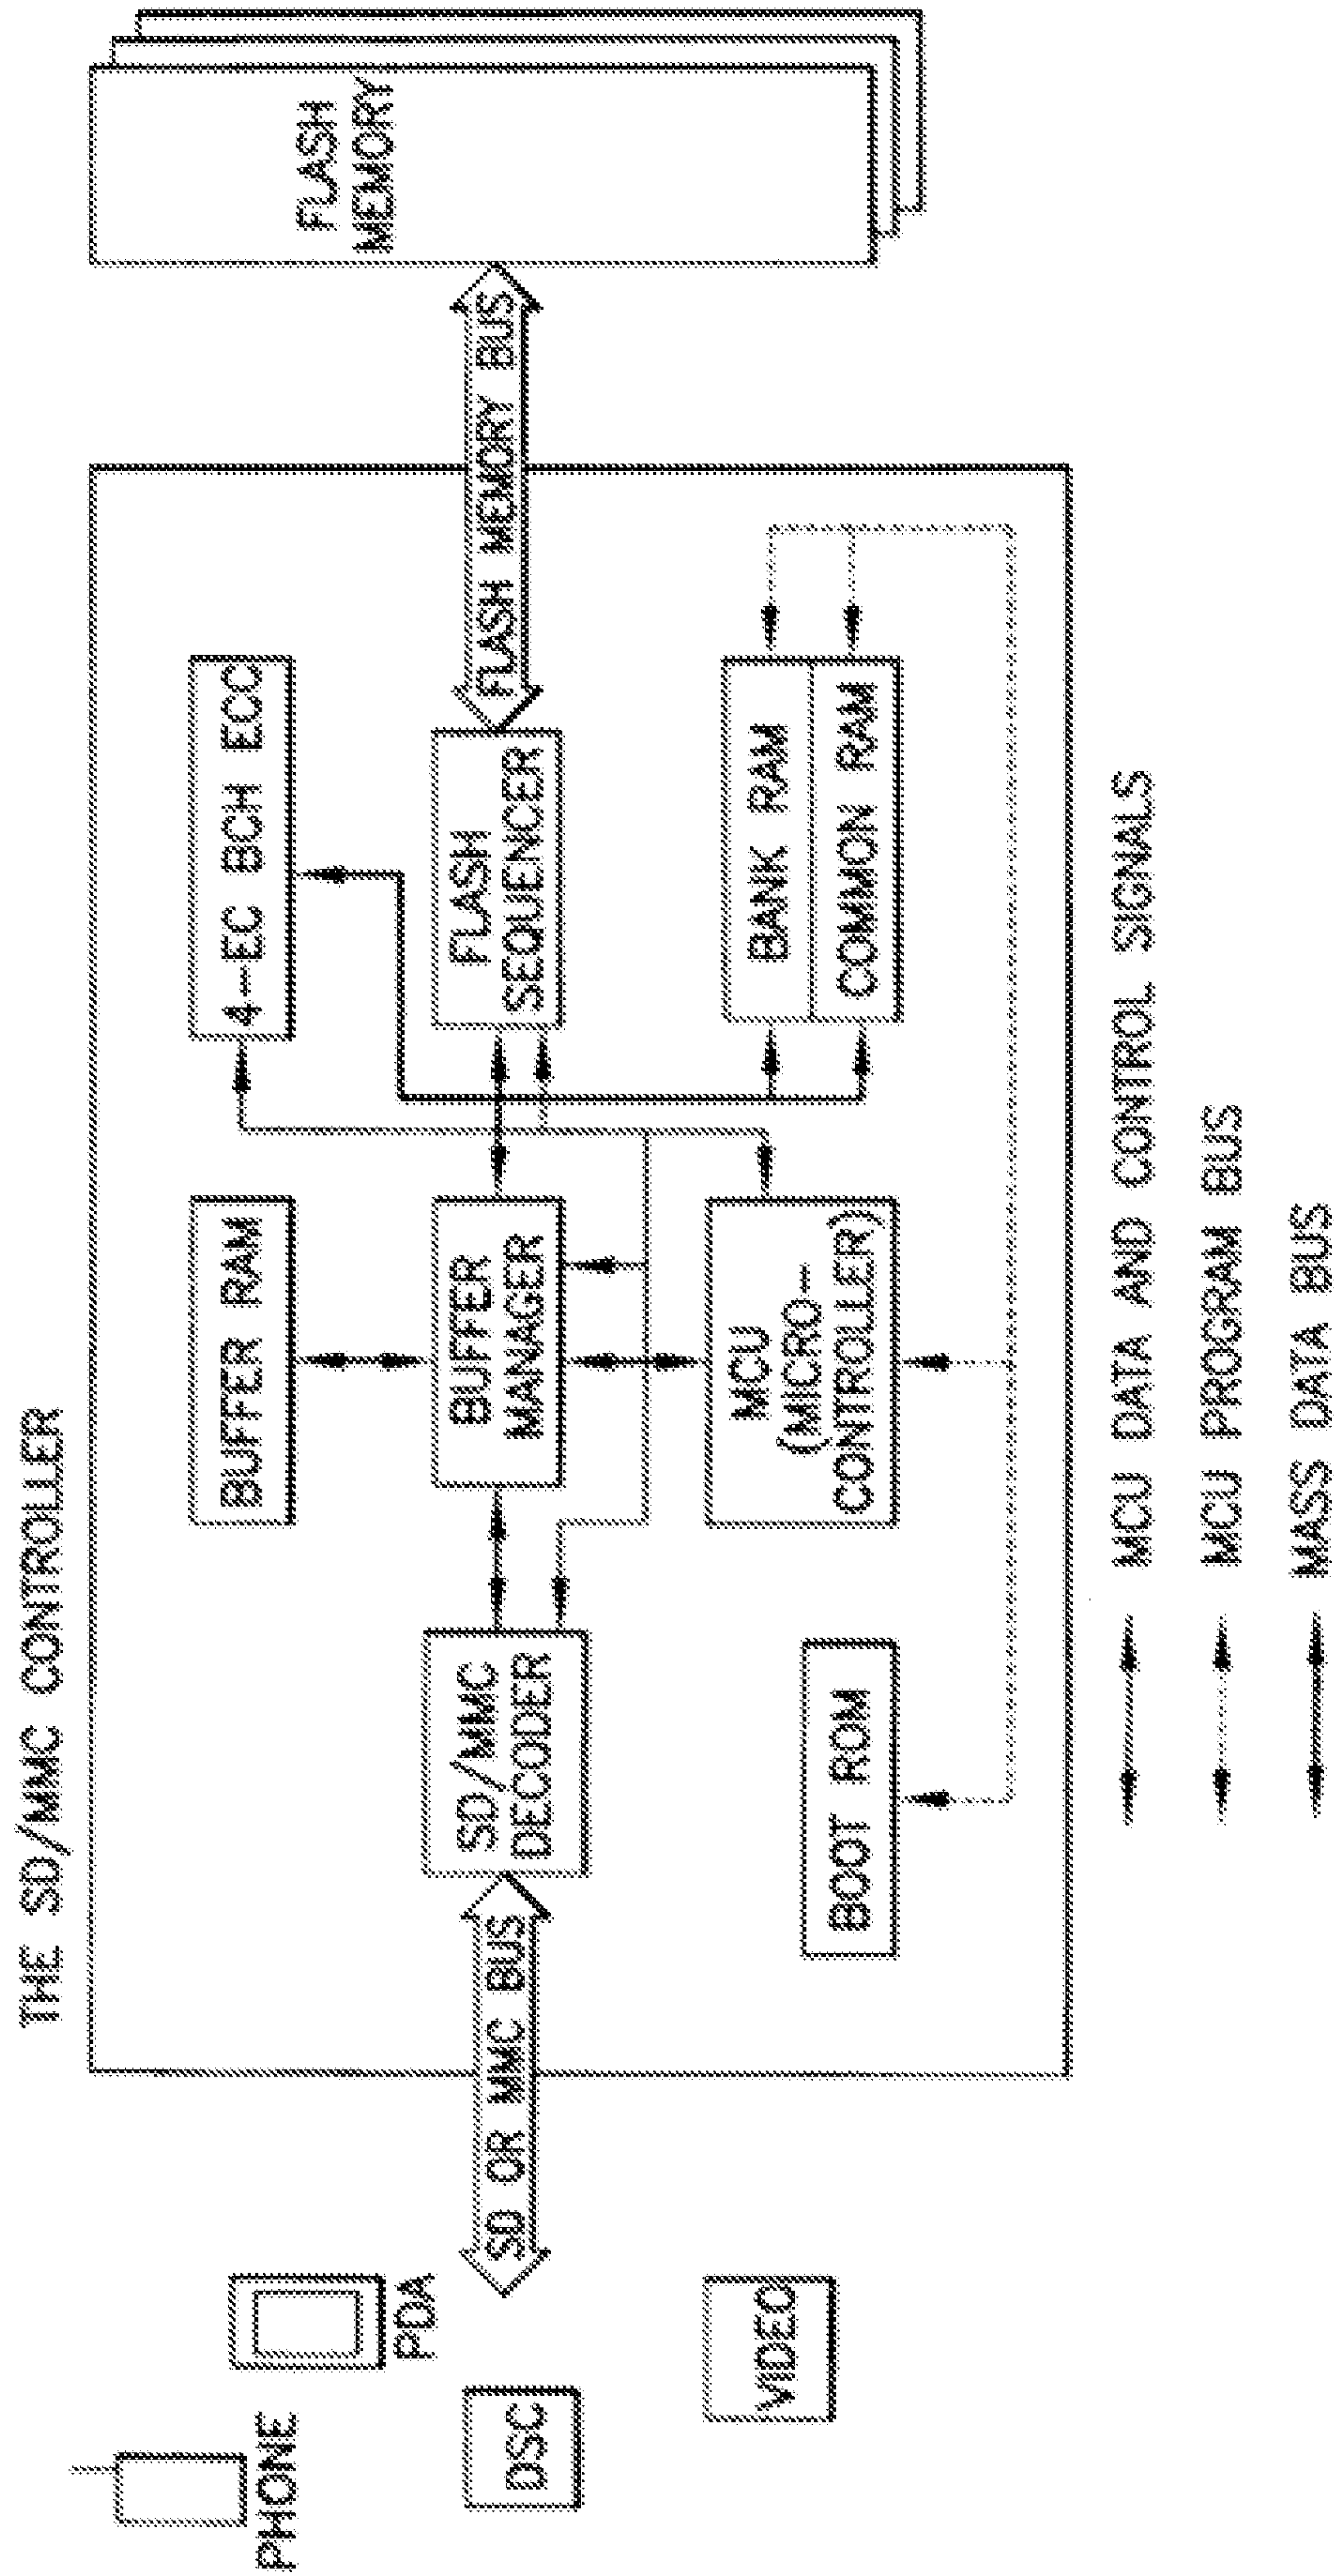 THE SD/MMC CONTROLLER
PHONE
PDA
DSC
VIDEO
SD OR MMC BUS
SD/MMC
DECODER
BOOT ROM
BUFFER RAM
BUFFER
MANAGER
MCU
(MICRO-
CONTROLLER)
4-EC BCH ECC
FLASH
SEQUENCER
BANK RAM
COMMON RAM
FLASH MEMORY BUS
FLASH
MEMORY
MCU DATA AND CONTROL SIGNALS
MCU PROGRAM BUS
MASS DATA BUS